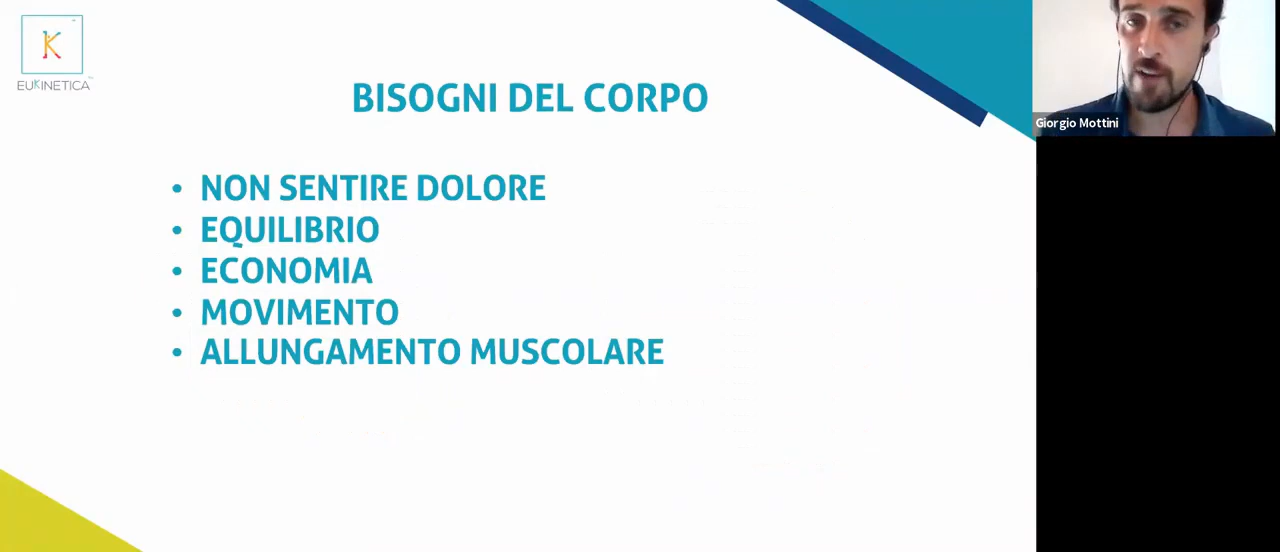 K
EUKINETICA
BISOGNI DEL CORPO
• NON SENTIRE DOLORE
• EQUILIBRIO
• ECONOMIA
• MOVIMENTO
• ALLUNGAMENTO MUSCOLARE
Giorgio Mottini